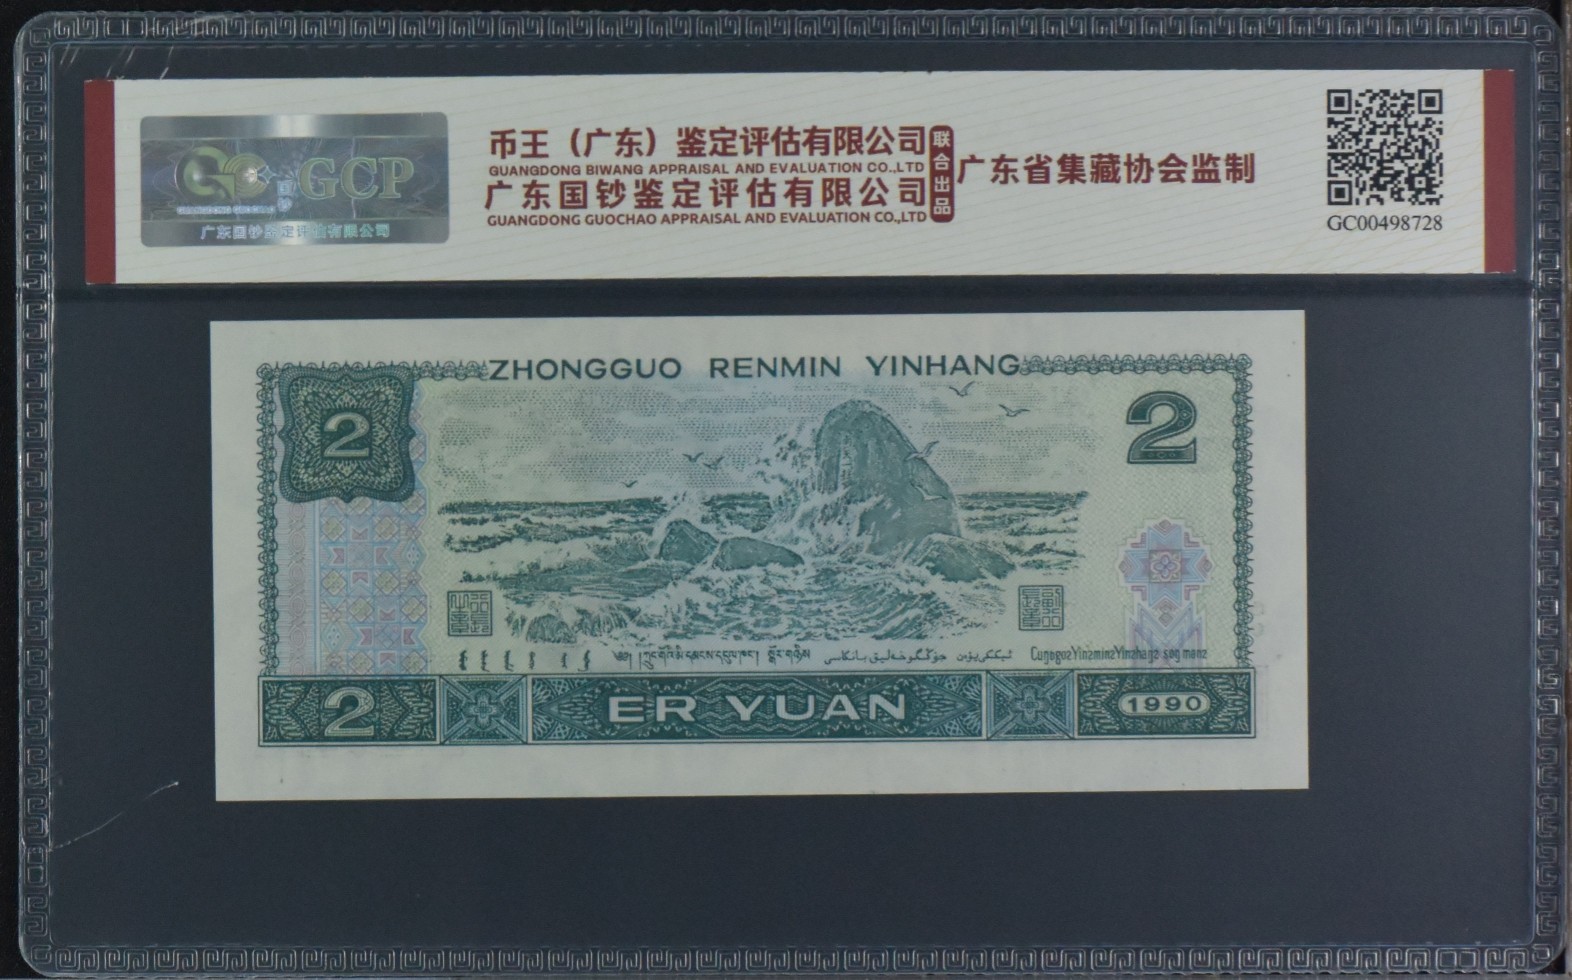 GCP
国钞
广东国钞鉴定评估有限公司
币王（广东）鉴定评估有限公司
GUANGDONG BIWANG APPRAISAL AND EVALUATION CO.,LTD
广东国钞鉴定评估有限公司
GUANGDONG GUOCHAO APPRAISAL AND EVALUATION CO.,LTD
联合出品
广东省集藏协会监制
GC00498728
ZHONGGUO RENMIN YINHANG
2
2
2
ER YUAN
1990